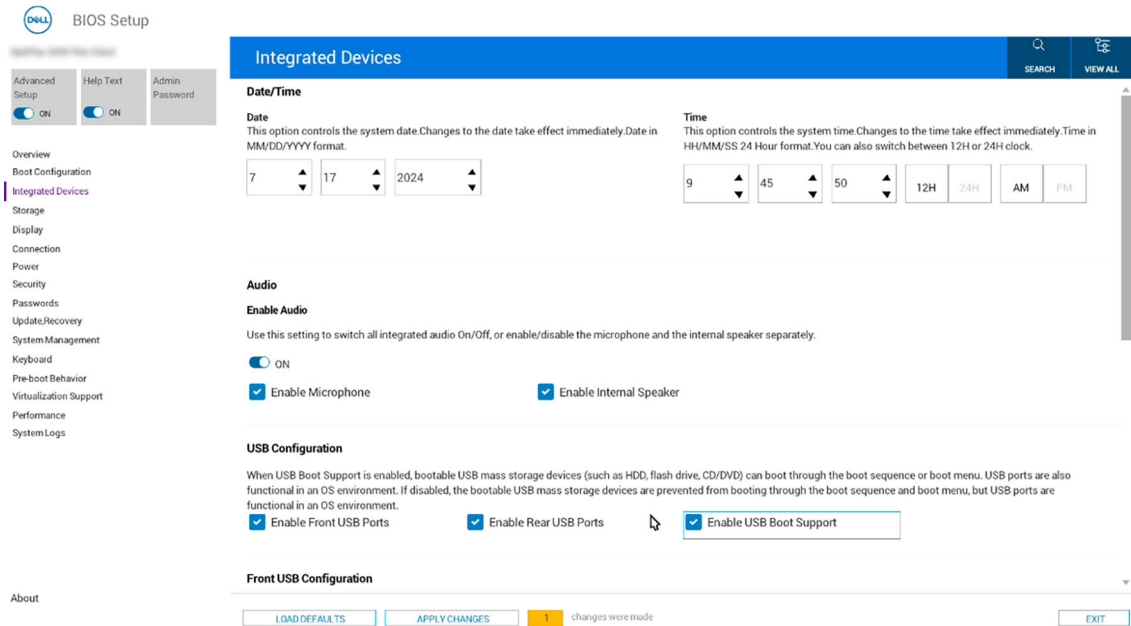 DELL
BIOS Setup
Integrated Devices
SEARCH
VIEW ALL
Advanced
Setup
ON
Help Text
ON
Admin
Password
Overview
Boot Configuration
Integrated Devices
Storage
Display
Connection
Power
Security
Passwords
Update,Recovery
System Management
Keyboard
Pre-boot Behavior
Virtualization Support
Performance
System Logs
About
Date/Time
Date
This option controls the system date.Changes to the date take effect immediately.Date in
MM/DD/YYYY format.
7 17 2024
Time
This option controls the system time.Changes to the time take effect immediately.Time in
HH/MM/SS 24 Hour format.You can also switch between 12H or 24H clock.
9 45 50 12H 24H AM PM
Audio
Enable Audio
Use this setting to switch all integrated audio On/Off, or enable/disable the microphone and the internal speaker separately.
ON
Enable Microphone Enable Internal Speaker
USB Configuration
When USB Boot Support is enabled, bootable USB mass storage devices (such as HDD, flash drive, CD/DVD) can boot through the boot sequence or boot menu. USB ports are also
functional in an OS environment. If disabled, the bootable USB mass storage devices are prevented from booting through the boot sequence and boot menu, but USB ports are
functional in an OS environment.
Enable Front USB Ports Enable Rear USB Ports Enable USB Boot Support
Front USB Configuration
LOAD DEFAULTS APPLY CHANGES 1 changes were made EXIT